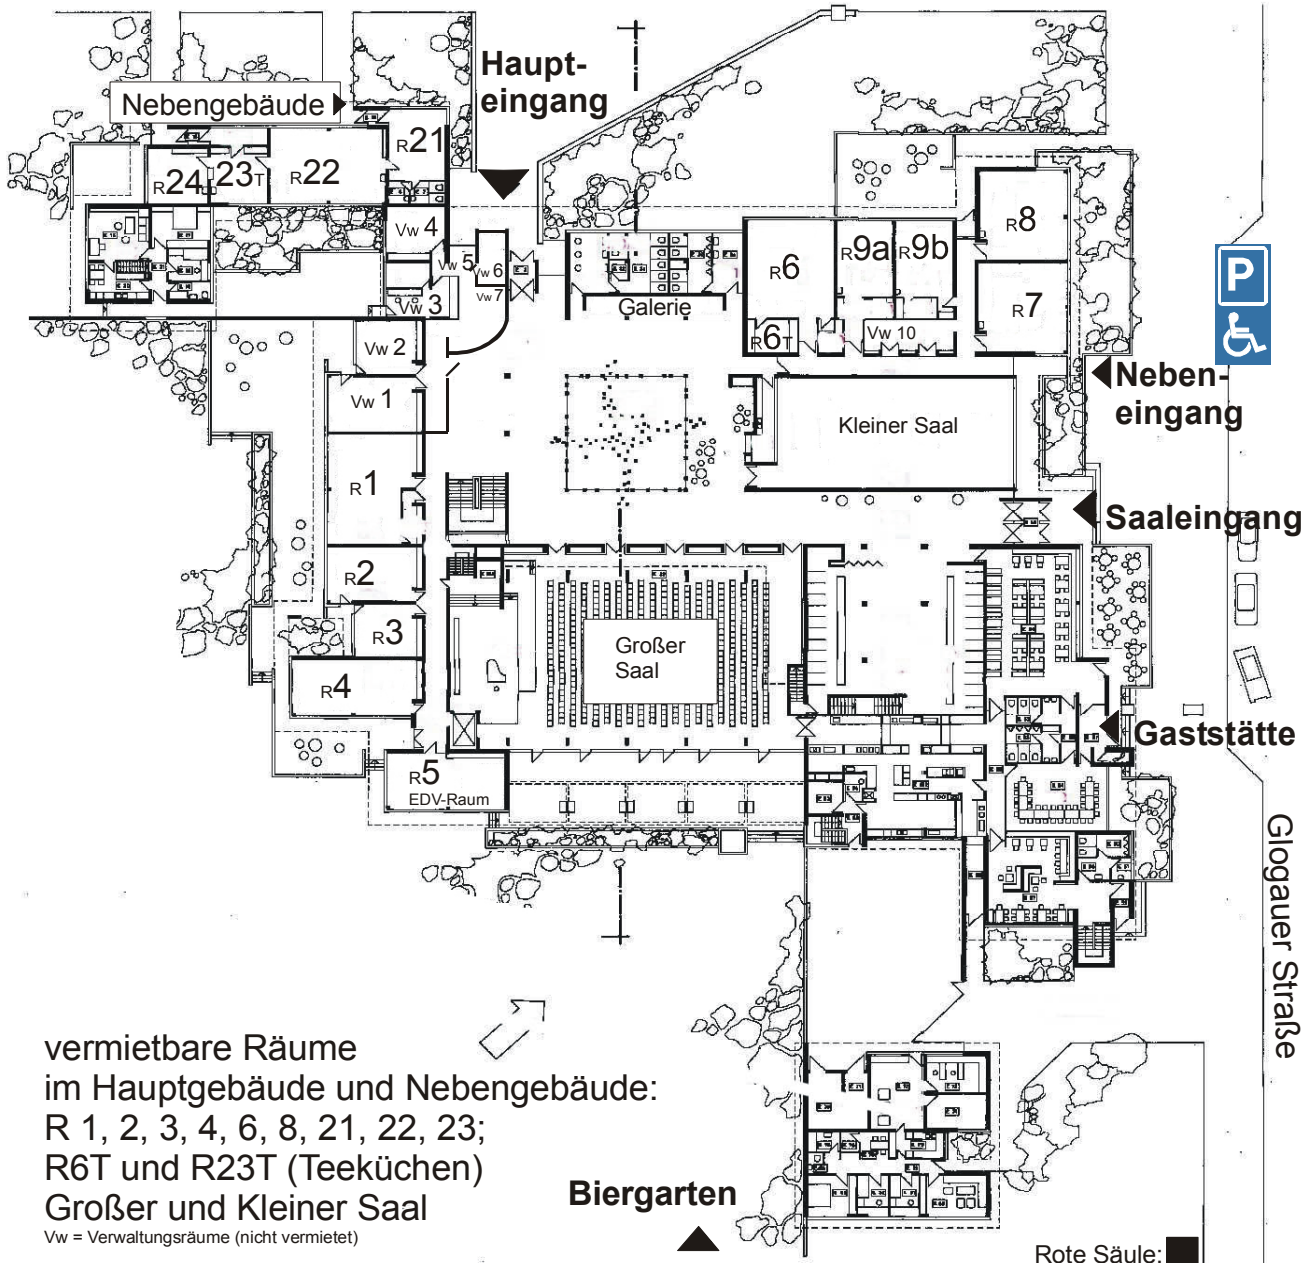 Haupt-
eingang
Nebengebäude
R21
R24
23T
R22
Vw 4
Vw 5
Vw 6
Vw 7
Vw 3
Vw 2
Vw 1
Galerie
R6
R9a
R9b
R8
R7
R6T
Vw 10
P
Neben-
eingang
Kleiner Saal
Saaleingang
R1
R2
R3
R4
R5
EDV-Raum
Großer
Saal
Gaststätte
Glogauer Straße
vermietbare Räume
im Hauptgebäude und Nebengebäude:
R 1, 2, 3, 4, 6, 8, 21, 22, 23;
R6T und R23T (Teeküchen)
Großer und Kleiner Saal
Vw = Verwaltungsräume (nicht vermietet)
Biergarten
Rote Säule: